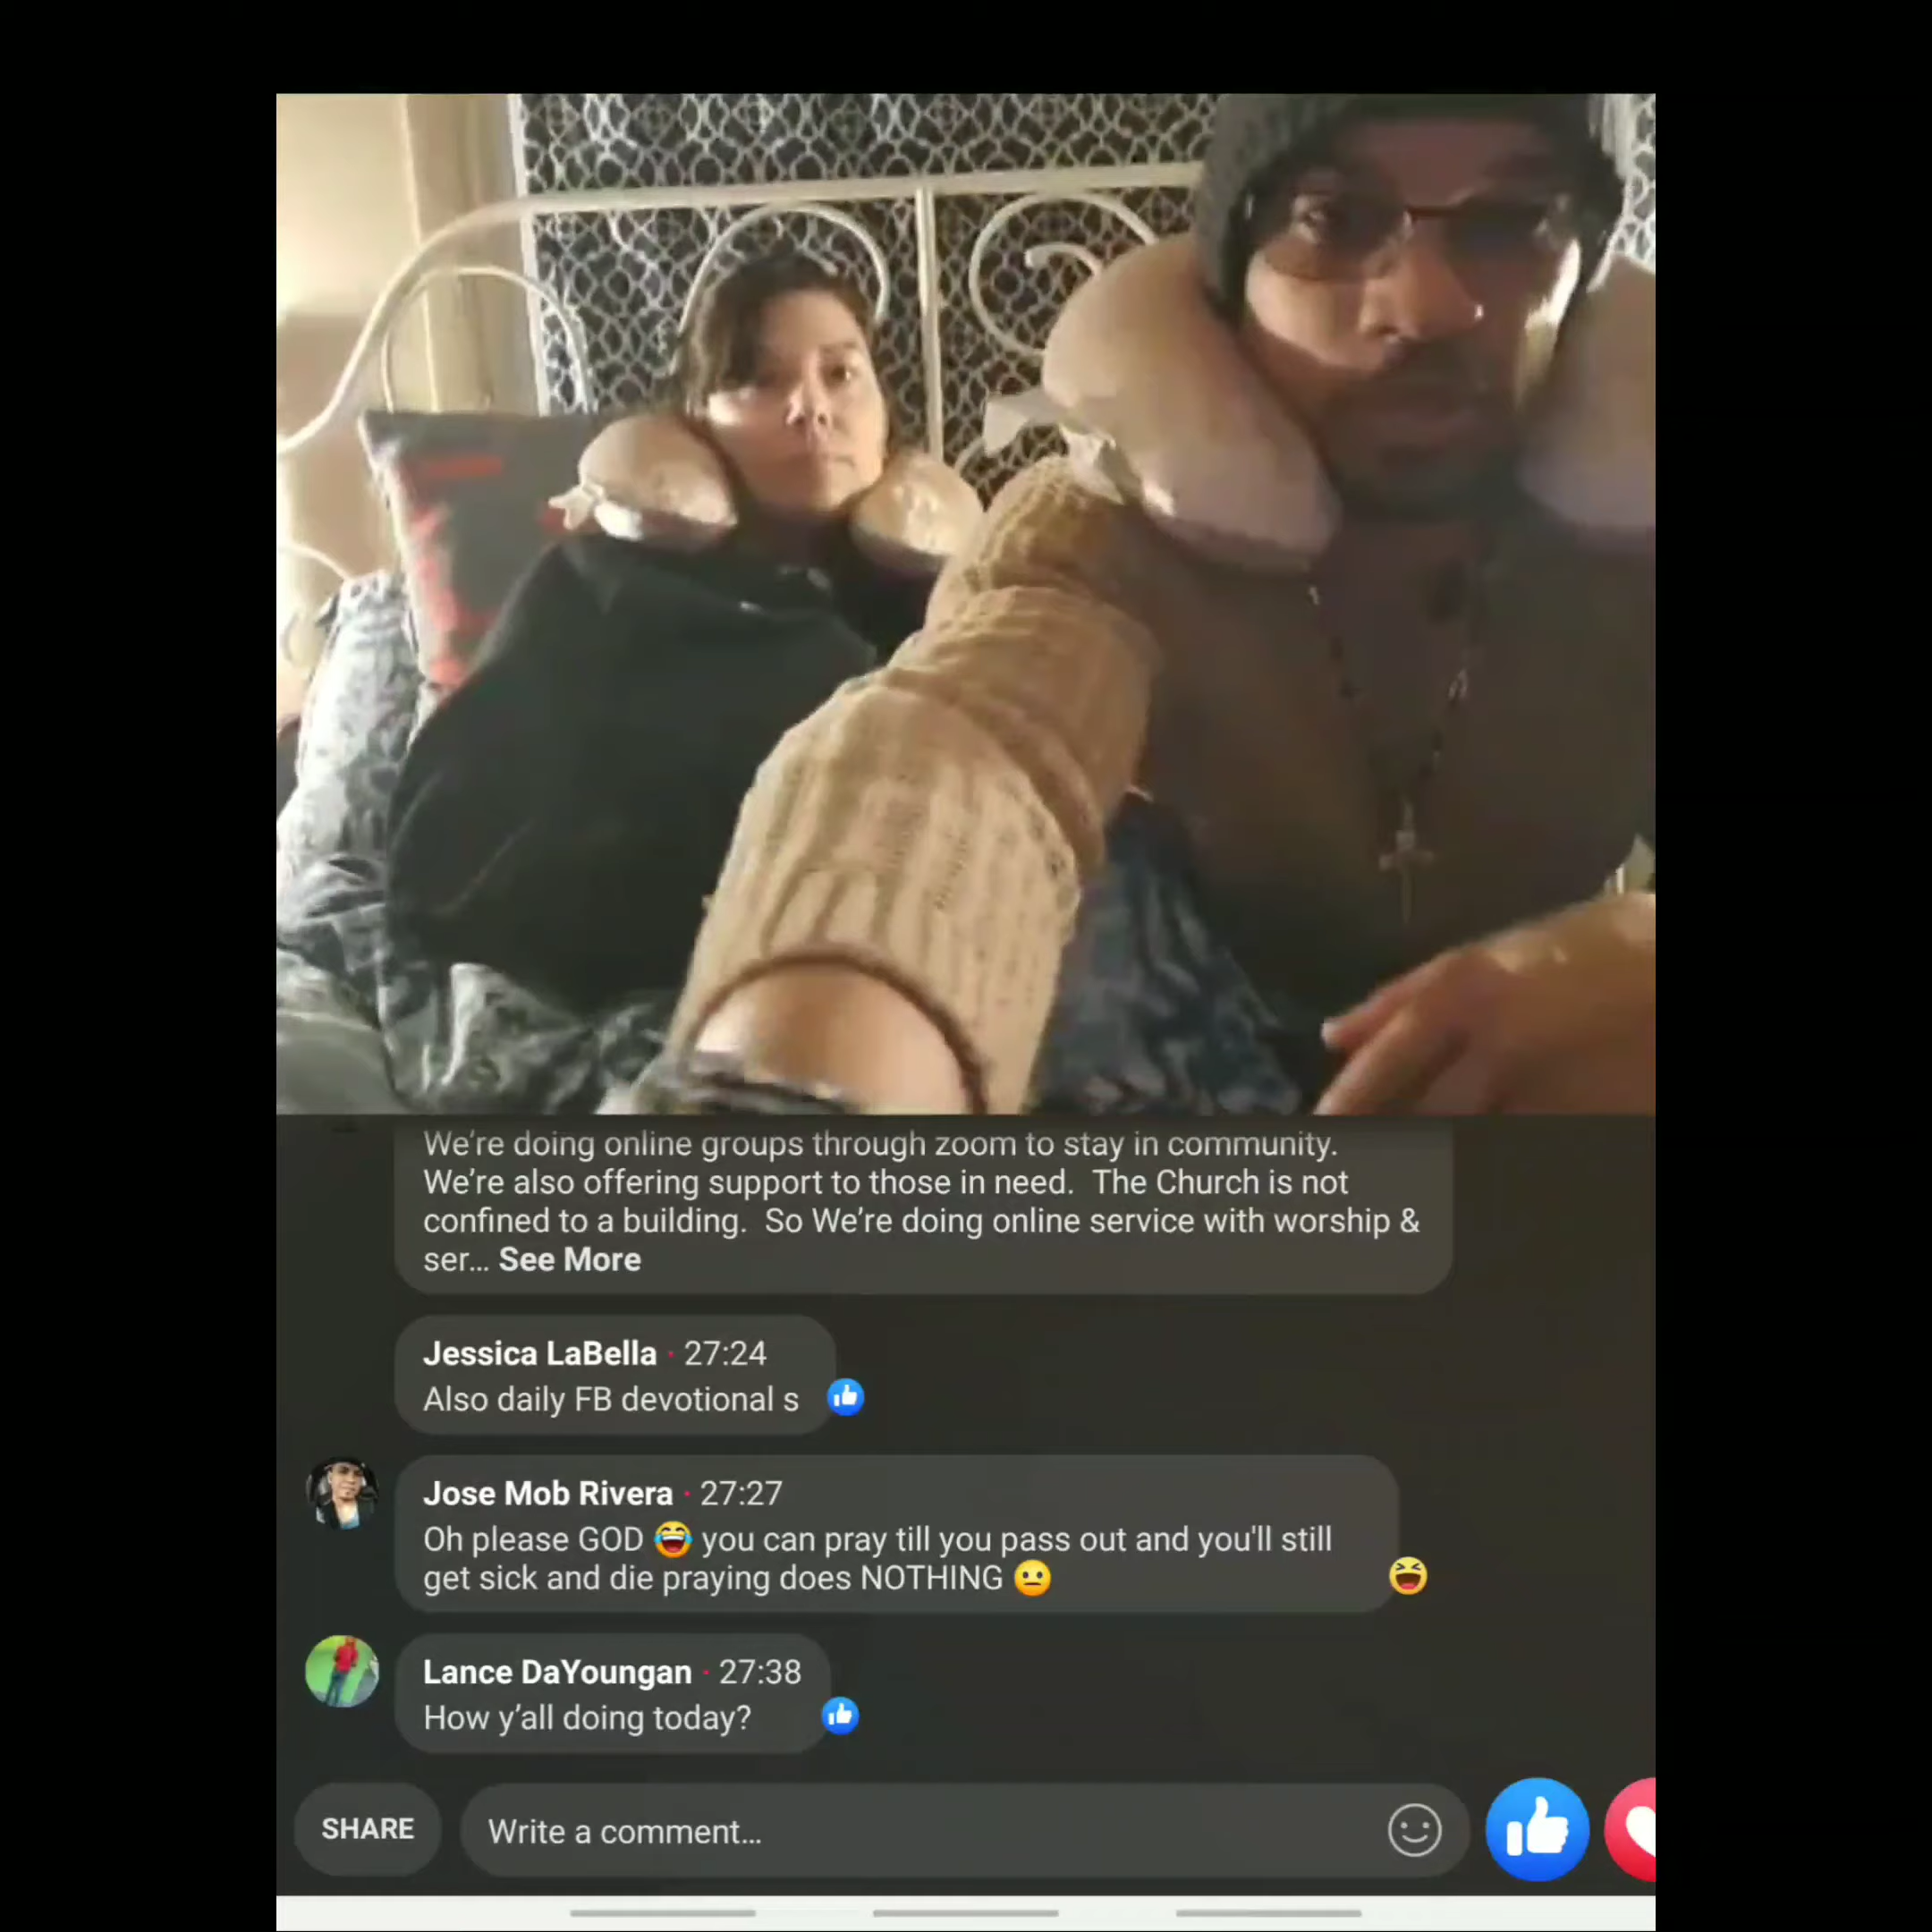 We're doing online groups through zoom to stay in community.
We're also offering support to those in need.  The Church is not
confined to a building.  So We're doing online service with worship &
ser... See More
Jessica LaBella · 27:24
Also daily FB devotional s
Jose Mob Rivera · 27:27
Oh please GOD 😂 you can pray till you pass out and you'll still
get sick and die praying does NOTHING 😐
Lance DaYoungan · 27:38
How y'all doing today?
SHARE
Write a comment...